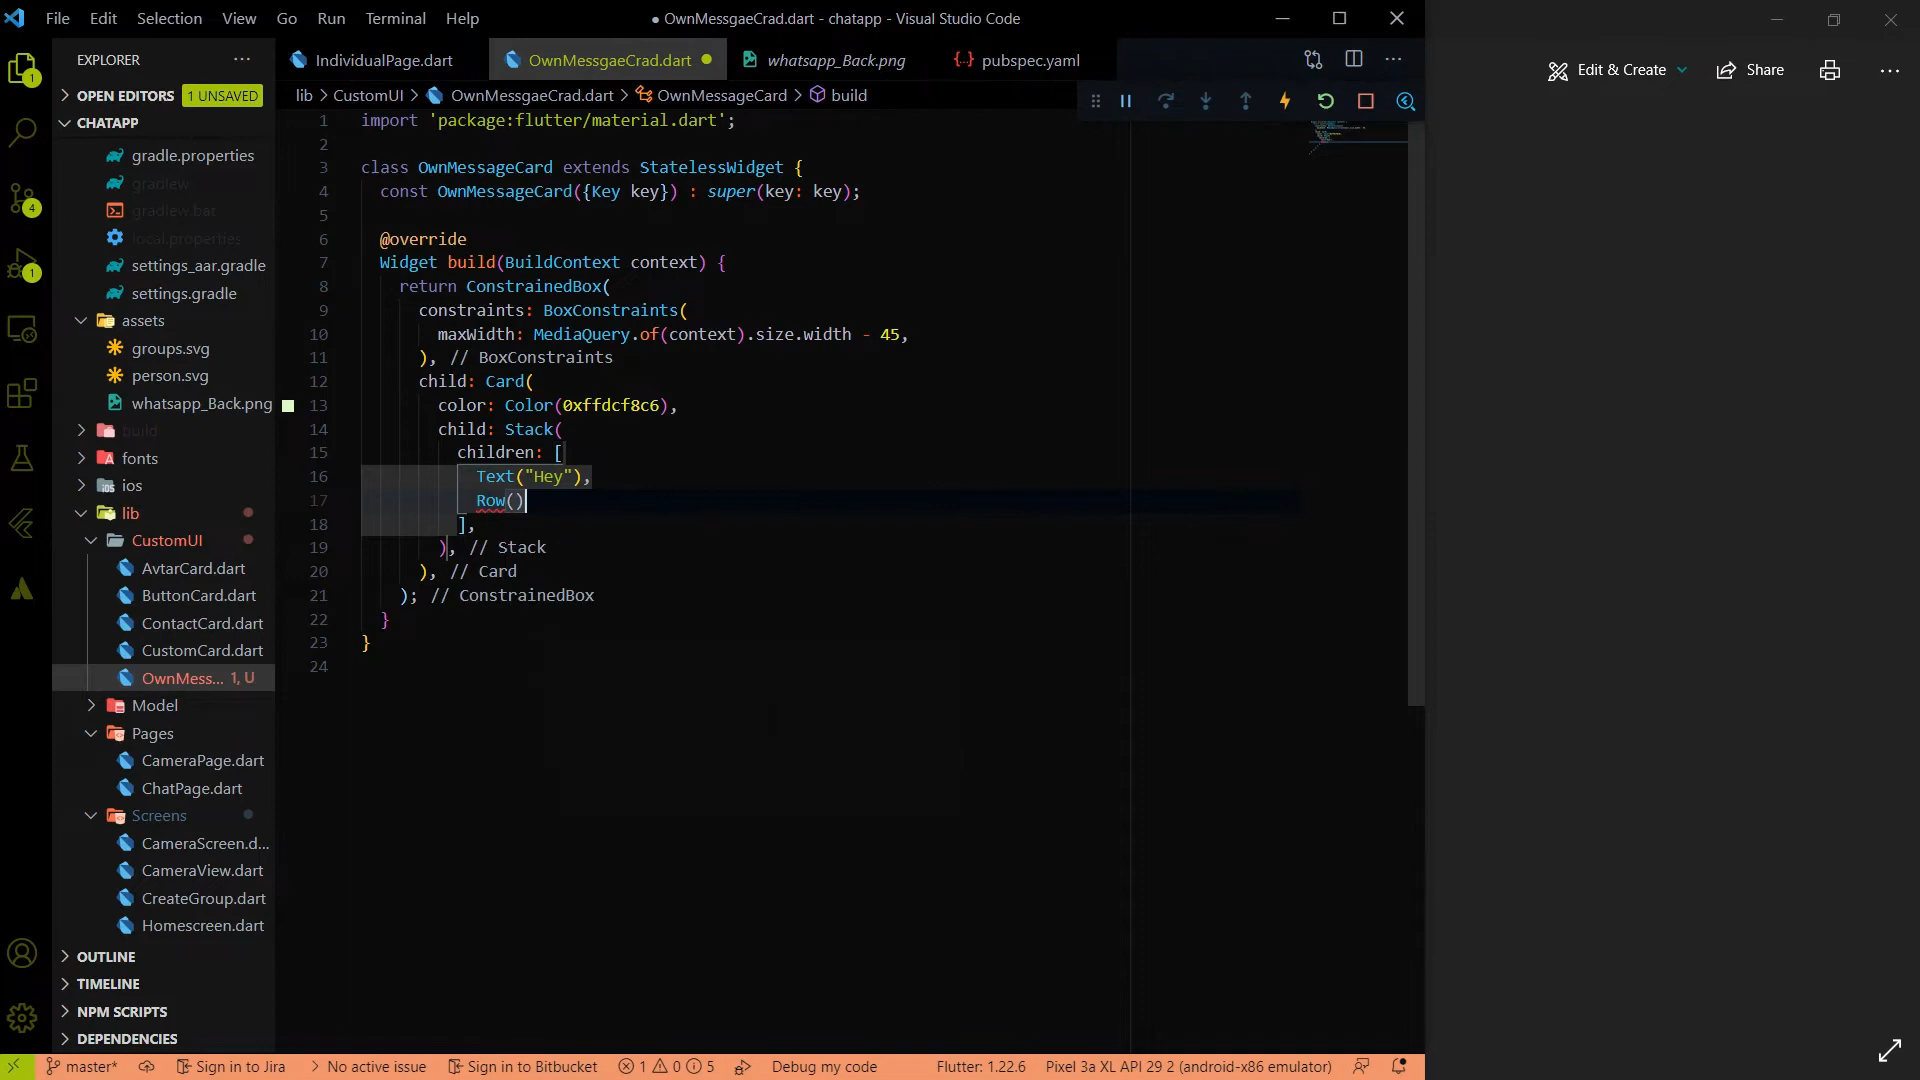 File Edit Selection View Go Run Terminal Help
● OwnMessgaeCrad.dart - chatapp - Visual Studio Code
EXPLORER
OPEN EDITORS 1 UNSAVED
CHATAPP
gradle.properties
gradlew
gradlew.bat
local.properties
settings_aar.gradle
settings.gradle
assets
groups.svg
person.svg
whatsapp_Back.png
build
fonts
ios
lib
CustomUI
AvtarCard.dart
ButtonCard.dart
ContactCard.dart
CustomCard.dart
OwnMess... 1, U
Model
Pages
CameraPage.dart
ChatPage.dart
Screens
CameraScreen.d...
CameraView.dart
CreateGroup.dart
Homescreen.dart
OUTLINE
TIMELINE
NPM SCRIPTS
DEPENDENCIES
1
4
1
IndividualPage.dart OwnMessgaeCrad.dart whatsapp_Back.png pubspec.yaml
lib > CustomUI > OwnMessgaeCrad.dart > OwnMessageCard > build
1 import 'package:flutter/material.dart';
2
3 class OwnMessageCard extends StatelessWidget {
4 const OwnMessageCard({Key key}) : super(key: key);
5
6 @override
7 Widget build(BuildContext context) {
8 return ConstrainedBox(
9 constraints: BoxConstraints(
10 maxWidth: MediaQuery.of(context).size.width - 45,
11 ), // BoxConstraints
12 child: Card(
13 color: Color(0xffdcf8c6),
14 child: Stack(
15 children: [
16 Text("Hey"),
17 Row()
18 ],
19 ), // Stack
20 ), // Card
21 ); // ConstrainedBox
22 }
23 }
24
Edit & Create Share
master* Sign in to Jira No active issue Sign in to Bitbucket 1 0 5 Debug my code Flutter: 1.22.6 Pixel 3a XL API 29 2 (android-x86 emulator)